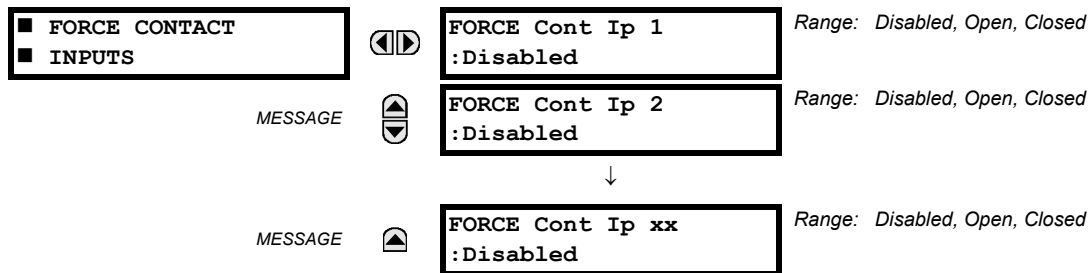 ■ FORCE CONTACT
■ INPUTS
FORCE Cont Ip 1
:Disabled
Range: Disabled, Open, Closed
MESSAGE
FORCE Cont Ip 2
:Disabled
Range: Disabled, Open, Closed
↓
MESSAGE
FORCE Cont Ip xx
:Disabled
Range: Disabled, Open, Closed